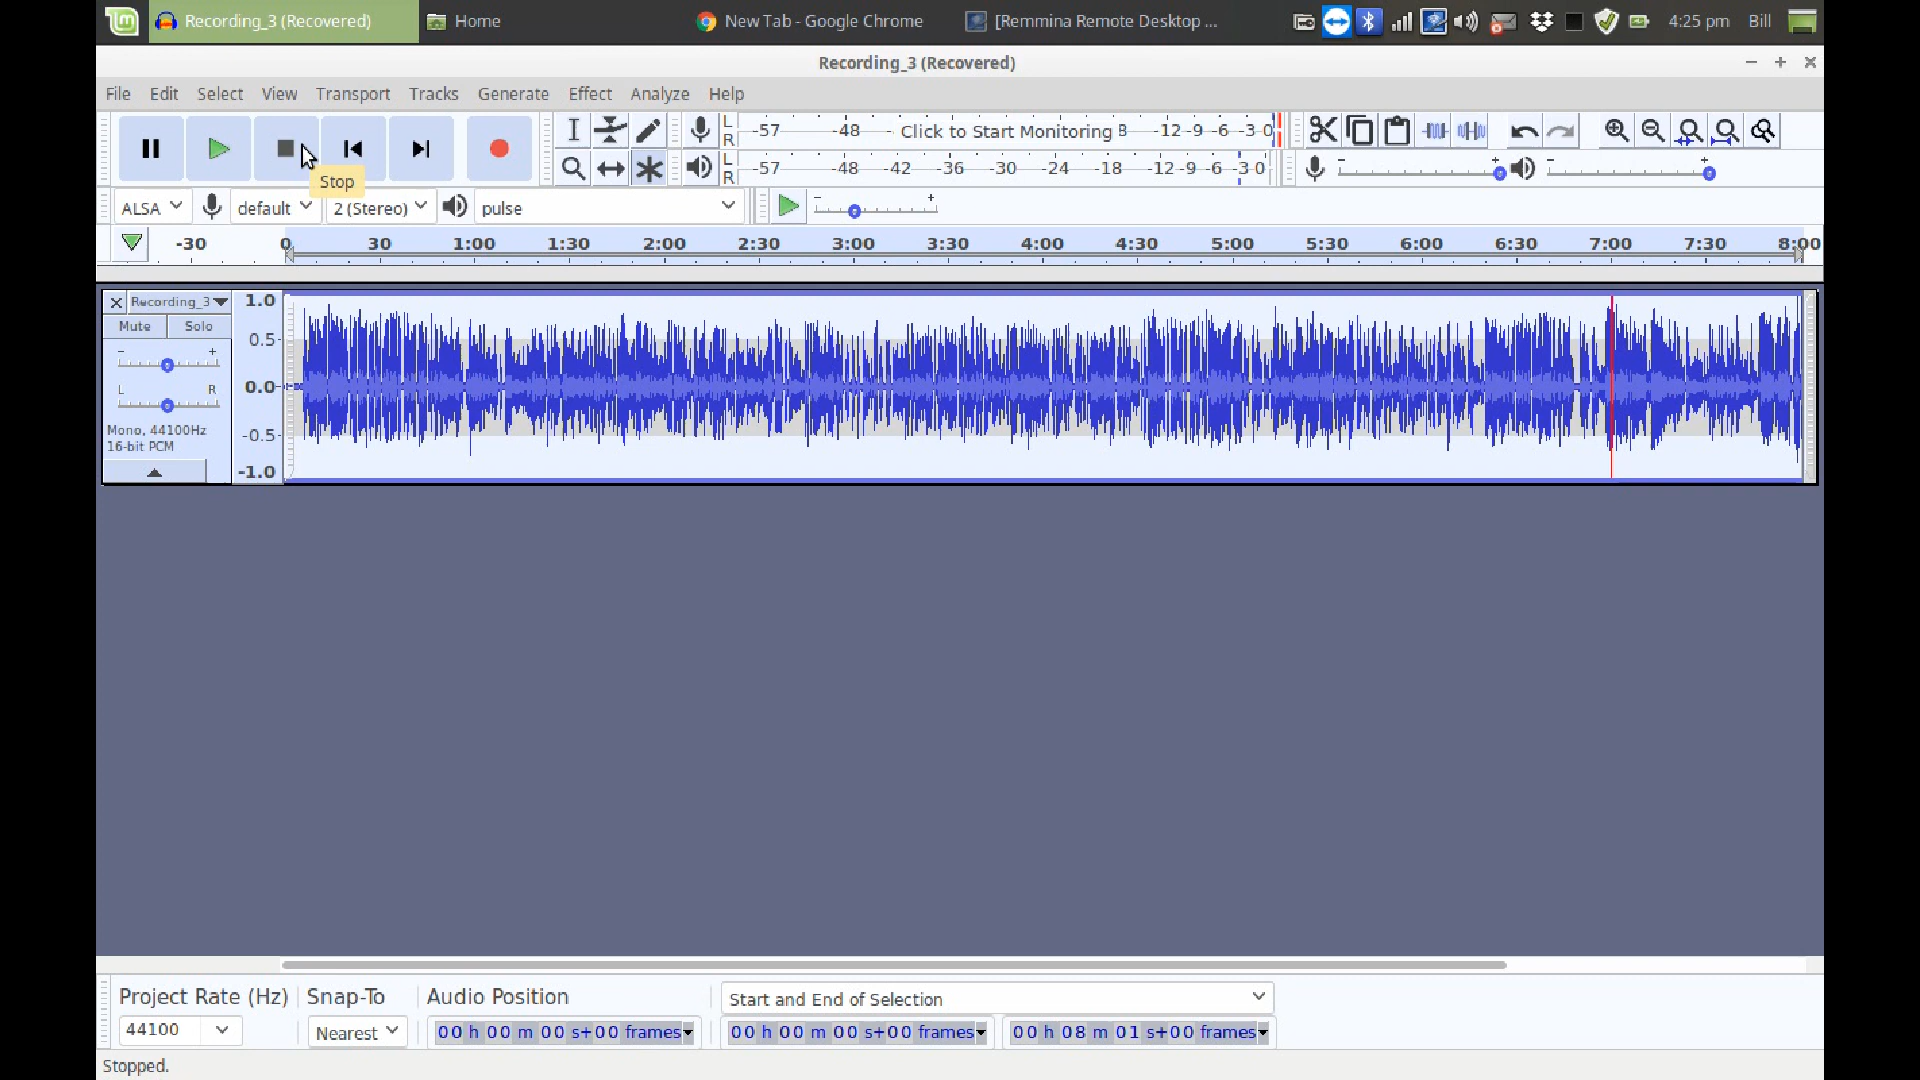 Recording_3 (Recovered) Home New Tab - Google Chrome [Remmina Remote Desktop ... 4:25 pm Bill
Recording_3 (Recovered)
File Edit Select View Transport Tracks Generate Effect Analyze Help
L R -57 -48 - Click to Start Monitoring 8 -12 -9 -6 -3 0
Stop
L R -57 -48 -42 -36 -30 -24 -18 -12 -9 -6 -3 0
- + - +
ALSA default 2 (Stereo) pulse - +
-30 0 30 1:00 1:30 2:00 2:30 3:00 3:30 4:00 4:30 5:00 5:30 6:00 6:30 7:00 7:30 8:00
Recording_3 1.0
Mute Solo
0.5-
- +
0.0-
L R
Mono, 44100Hz
-0.5-
16-bit PCM
-1.0
Project Rate (Hz) Snap-To Audio Position Start and End of Selection
44100 Nearest 00 h 00 m 00 s+00 frames 00 h 00 m 00 s+00 frames 00 h 08 m 01 s+00 frames
Stopped.